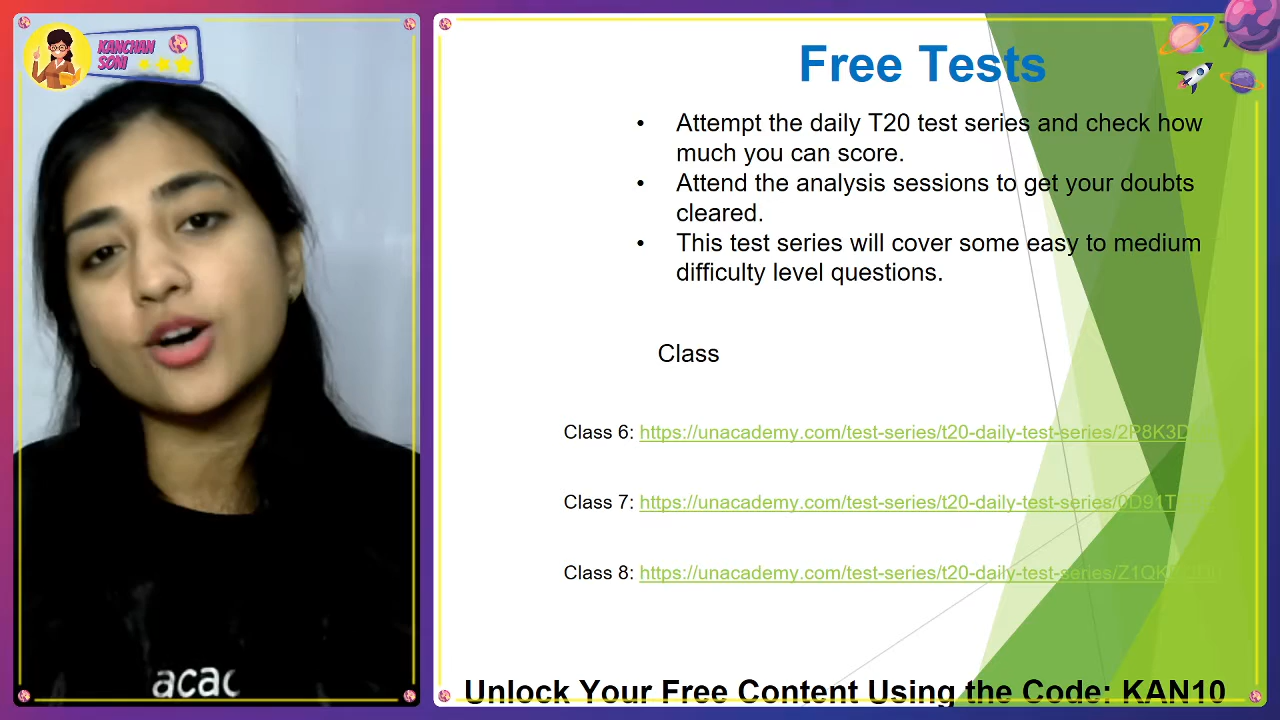 KANCHAN
SONI
Free Tests
• Attempt the daily T20 test series and check how
much you can score.
• Attend the analysis sessions to get your doubts
cleared.
• This test series will cover some easy to medium
difficulty level questions.
Class
Class 6: https://unacademy.com/test-series/t20-daily-test-series/2P8K3D
Class 7: https://unacademy.com/test-series/t20-daily-test-series/0D91T
Class 8: https://unacademy.com/test-series/t20-daily-test-series/Z1QK
acac
Unlock Your Free Content Using the Code: KAN10